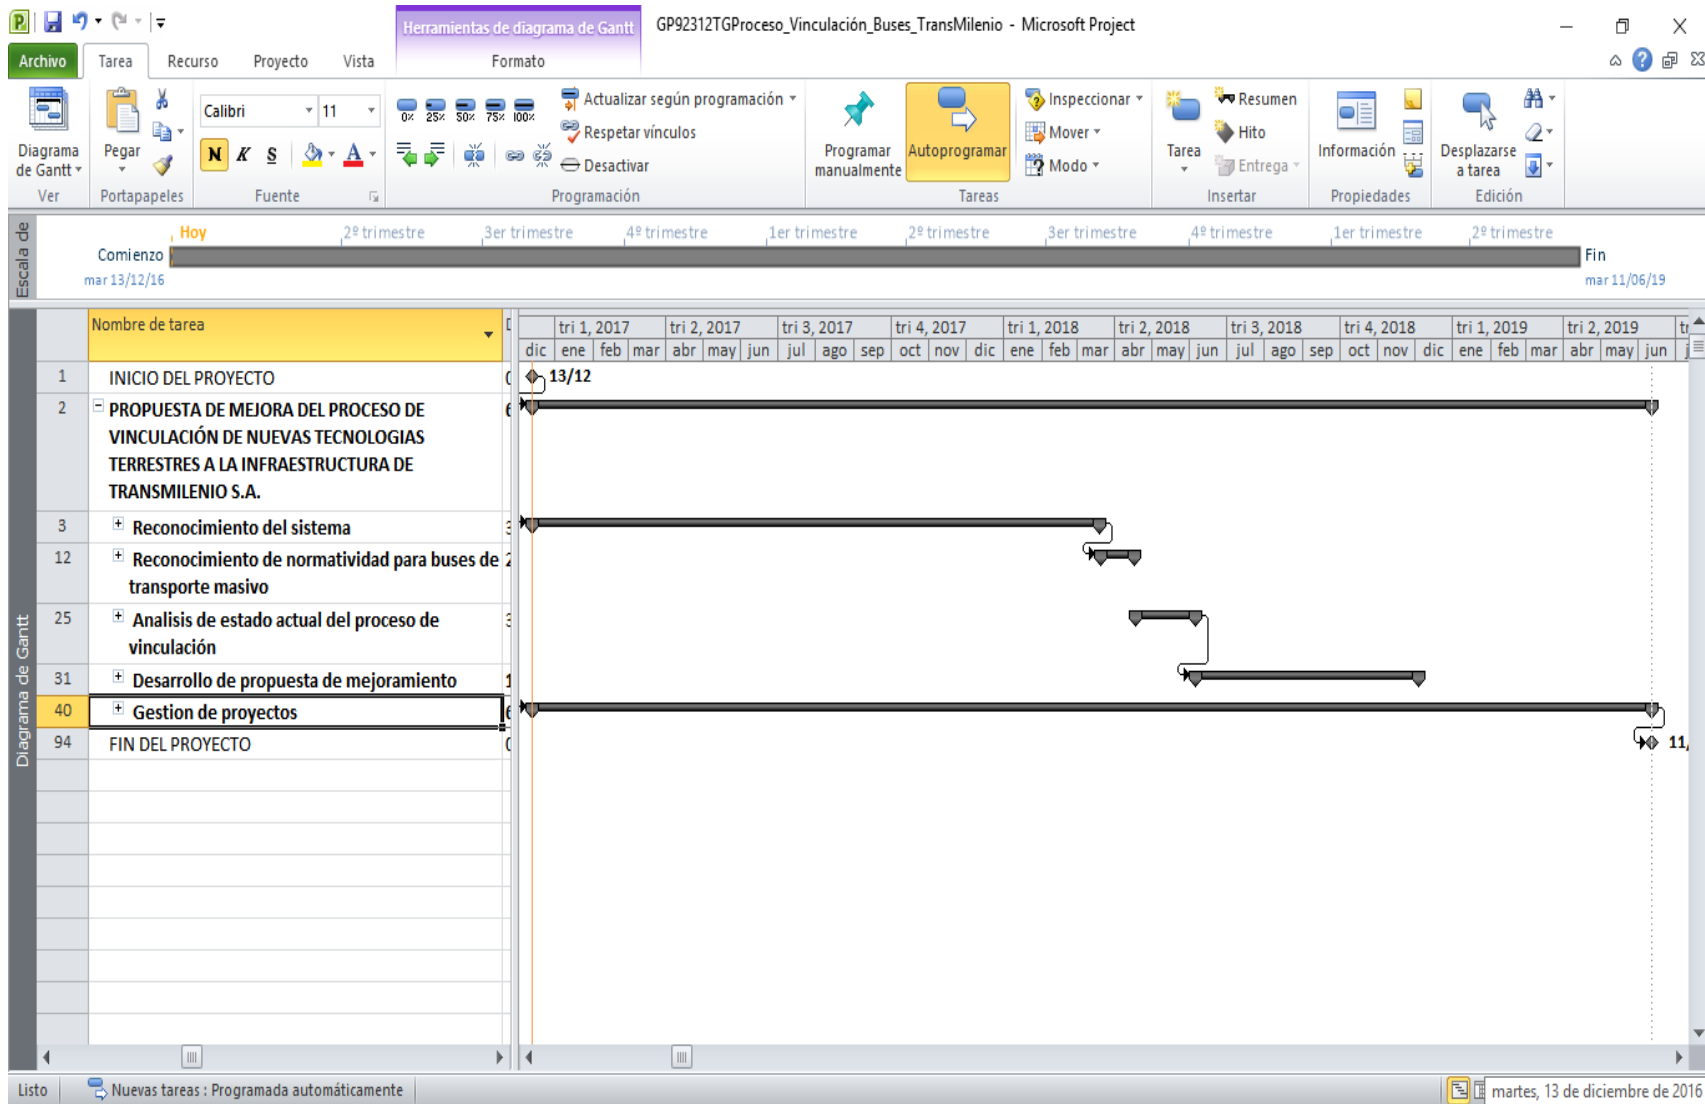 Herramientas de diagrama de Gantt
GP92312TGProceso_Vinculación_Buses_TransMilenio - Microsoft Project
Archivo Tarea Recurso Proyecto Vista Formato
Diagrama de Gantt
Ver
Pegar
Portapapeles
Calibri 11
N K S A
Fuente
0% 25% 50% 75% 100%
Actualizar según programación
Respetar vínculos
Desactivar
Programación
Programar manualmente
Autoprogramar
Inspeccionar
Mover
Modo
Tareas
Tarea
Resumen
Hito
Entrega
Insertar
Información
Propiedades
Desplazarse a tarea
Edición
Escala de
Hoy 2º trimestre 3er trimestre 4º trimestre 1er trimestre 2º trimestre 3er trimestre 4º trimestre 1er trimestre 2º trimestre
Comienzo
mar 13/12/16
Fin
mar 11/06/19
Diagrama de Gantt
Nombre de tarea
tri 1, 2017 tri 2, 2017 tri 3, 2017 tri 4, 2017 tri 1, 2018 tri 2, 2018 tri 3, 2018 tri 4, 2018 tri 1, 2019 tri 2, 2019
dic ene feb mar abr may jun jul ago sep oct nov dic ene feb mar abr may jun jul ago sep oct nov dic ene feb mar abr may jun
1 INICIO DEL PROYECTO 13/12
2 PROPUESTA DE MEJORA DEL PROCESO DE
VINCULACIÓN DE NUEVAS TECNOLOGIAS
TERRESTRES A LA INFRAESTRUCTURA DE
TRANSMILENIO S.A.
3 Reconocimiento del sistema
12 Reconocimiento de normatividad para buses de
transporte masivo
25 Analisis de estado actual del proceso de
vinculación
31 Desarrollo de propuesta de mejoramiento
40 Gestion de proyectos
94 FIN DEL PROYECTO 11/
Listo Nuevas tareas : Programada automáticamente
martes, 13 de diciembre de 2016